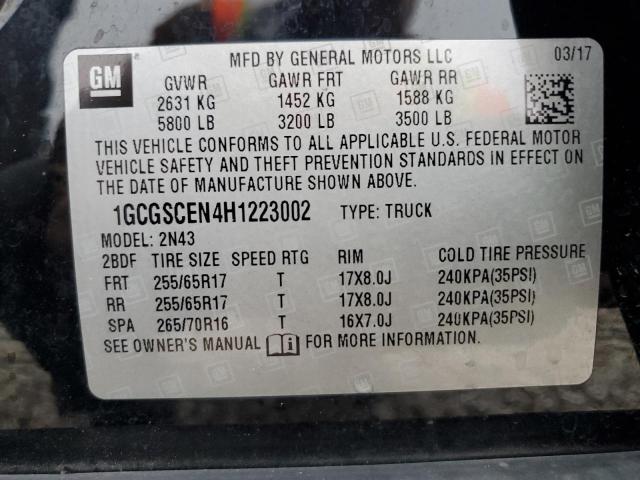 GM
MFD BY GENERAL MOTORS LLC 03/17
GVWR GAWR FRT GAWR RR
2631 KG 1452 KG 1588 KG
5800 LB 3200 LB 3500 LB
THIS VEHICLE CONFORMS TO ALL APPLICABLE U.S. FEDERAL MOTOR
VEHICLE SAFETY AND THEFT PREVENTION STANDARDS IN EFFECT ON
THE DATE OF MANUFACTURE SHOWN ABOVE.
1GCGSCEN4H1223002 TYPE: TRUCK
MODEL: 2N43
2BDF TIRE SIZE SPEED RTG RIM COLD TIRE PRESSURE
FRT 255/65R17 T 17X8.0J 240KPA(35PSI)
RR 255/65R17 T 17X8.0J 240KPA(35PSI)
SPA 265/70R16 T 16X7.0J 240KPA(35PSI)
SEE OWNER'S MANUAL i FOR MORE INFORMATION.